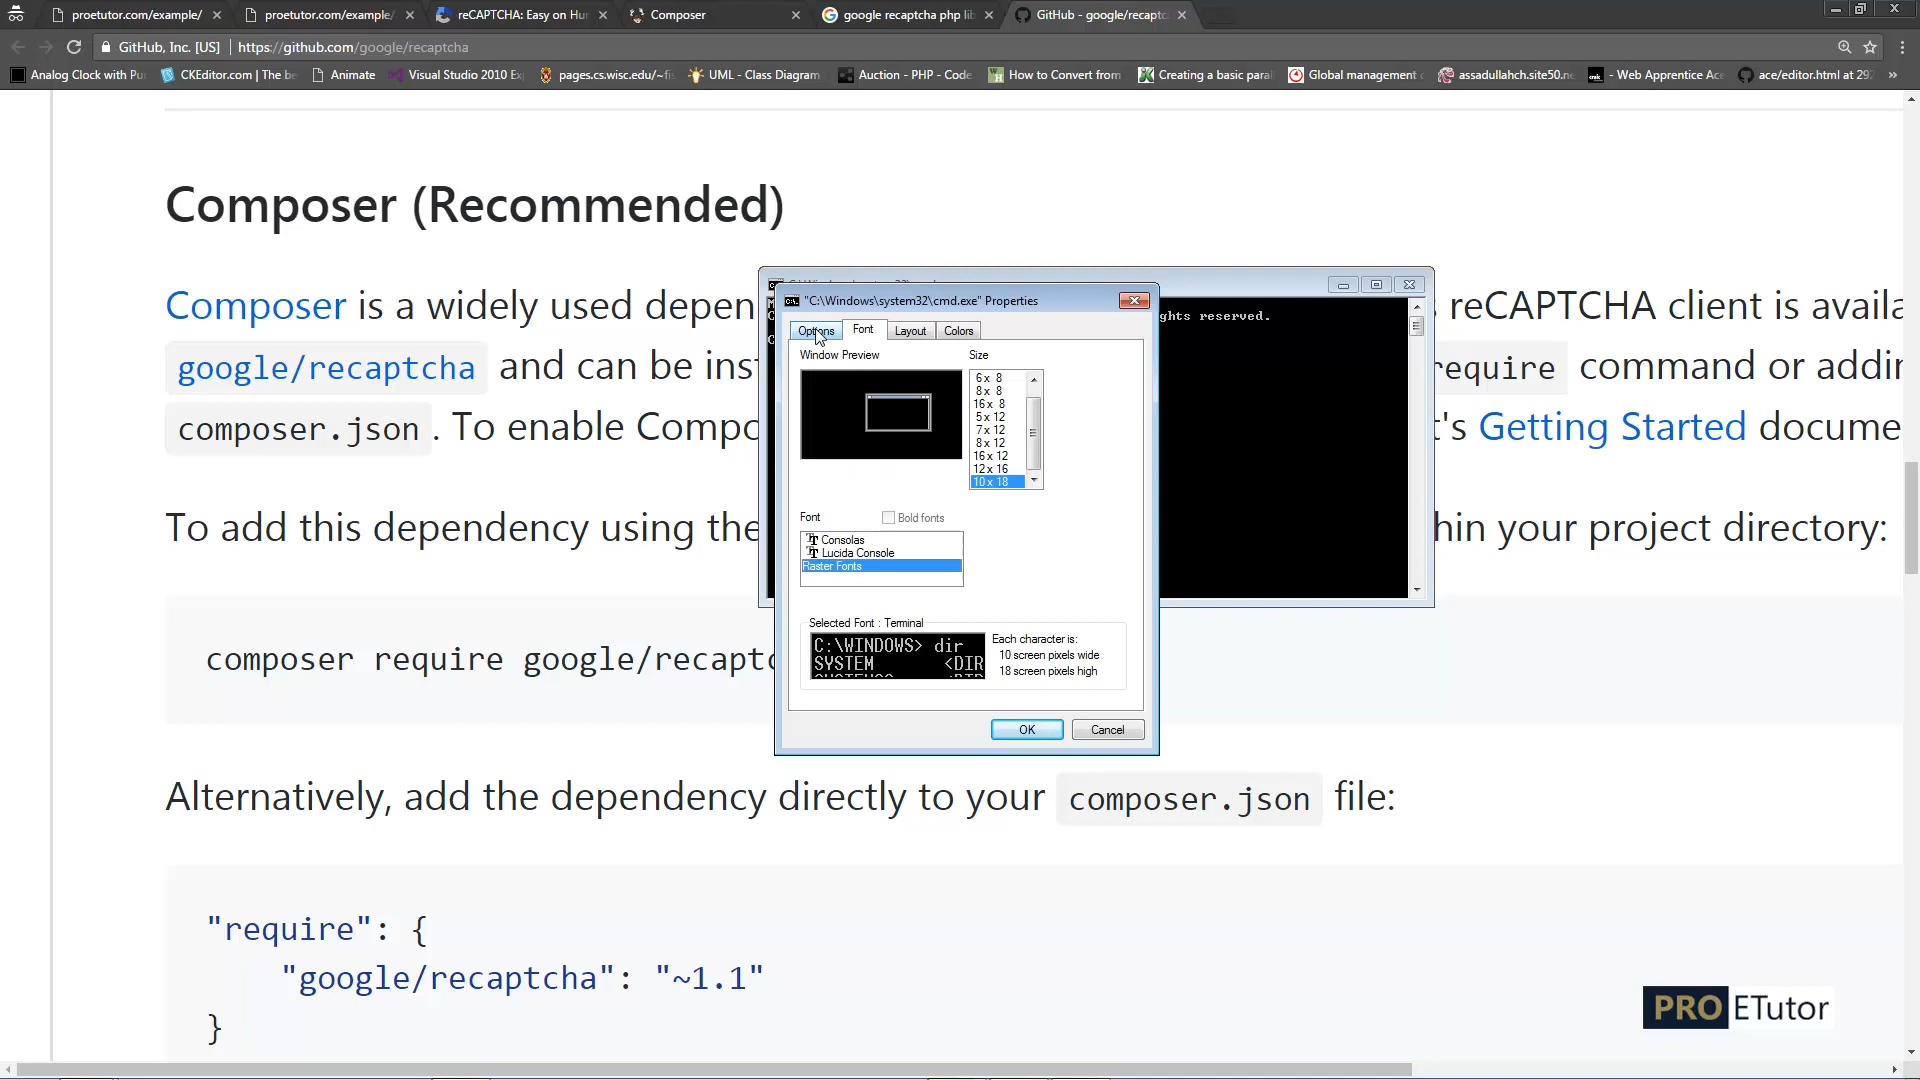 proetutor.com/example/
proetutor.com/example/
reCAPTCHA: Easy on Hu
Composer
google recaptcha php lib
GitHub - google/recaptc
GitHub, Inc. [US]
https://github.com/google/recaptcha
Analog Clock with Pu
CKEditor.com | The be
Animate
Visual Studio 2010 Ex
pages.cs.wisc.edu/~fi
UML - Class Diagram
Auction - PHP - Code
How to Convert from
Creating a basic paral
Global management
assadullahch.site50.ne
- Web Apprentice Ace
ace/editor.html at 29
»
Composer (Recommended)
Composer is a widely used depen
reCAPTCHA client is availa
google/recaptcha and can be ins
require command or addin
composer.json . To enable Compo
t's Getting Started docume
To add this dependency using the
hin your project directory:
composer require google/recaptc
Alternatively, add the dependency directly to your composer.json file:
"require": {
"google/recaptcha": "~1.1"
}
ghts reserved.
"C:\Windows\system32\cmd.exe" Properties
Options
Font
Layout
Colors
Window Preview
Size
6 x 8
8 x 8
16 x 8
5 x 12
7 x 12
8 x 12
16 x 12
12 x 16
10 x 18
Font
Bold fonts
Consolas
Lucida Console
Raster Fonts
Selected Font : Terminal
C:\WINDOWS> dir
SYSTEM <DIR
Each character is:
10 screen pixels wide
18 screen pixels high
OK
Cancel
PRO ETutor